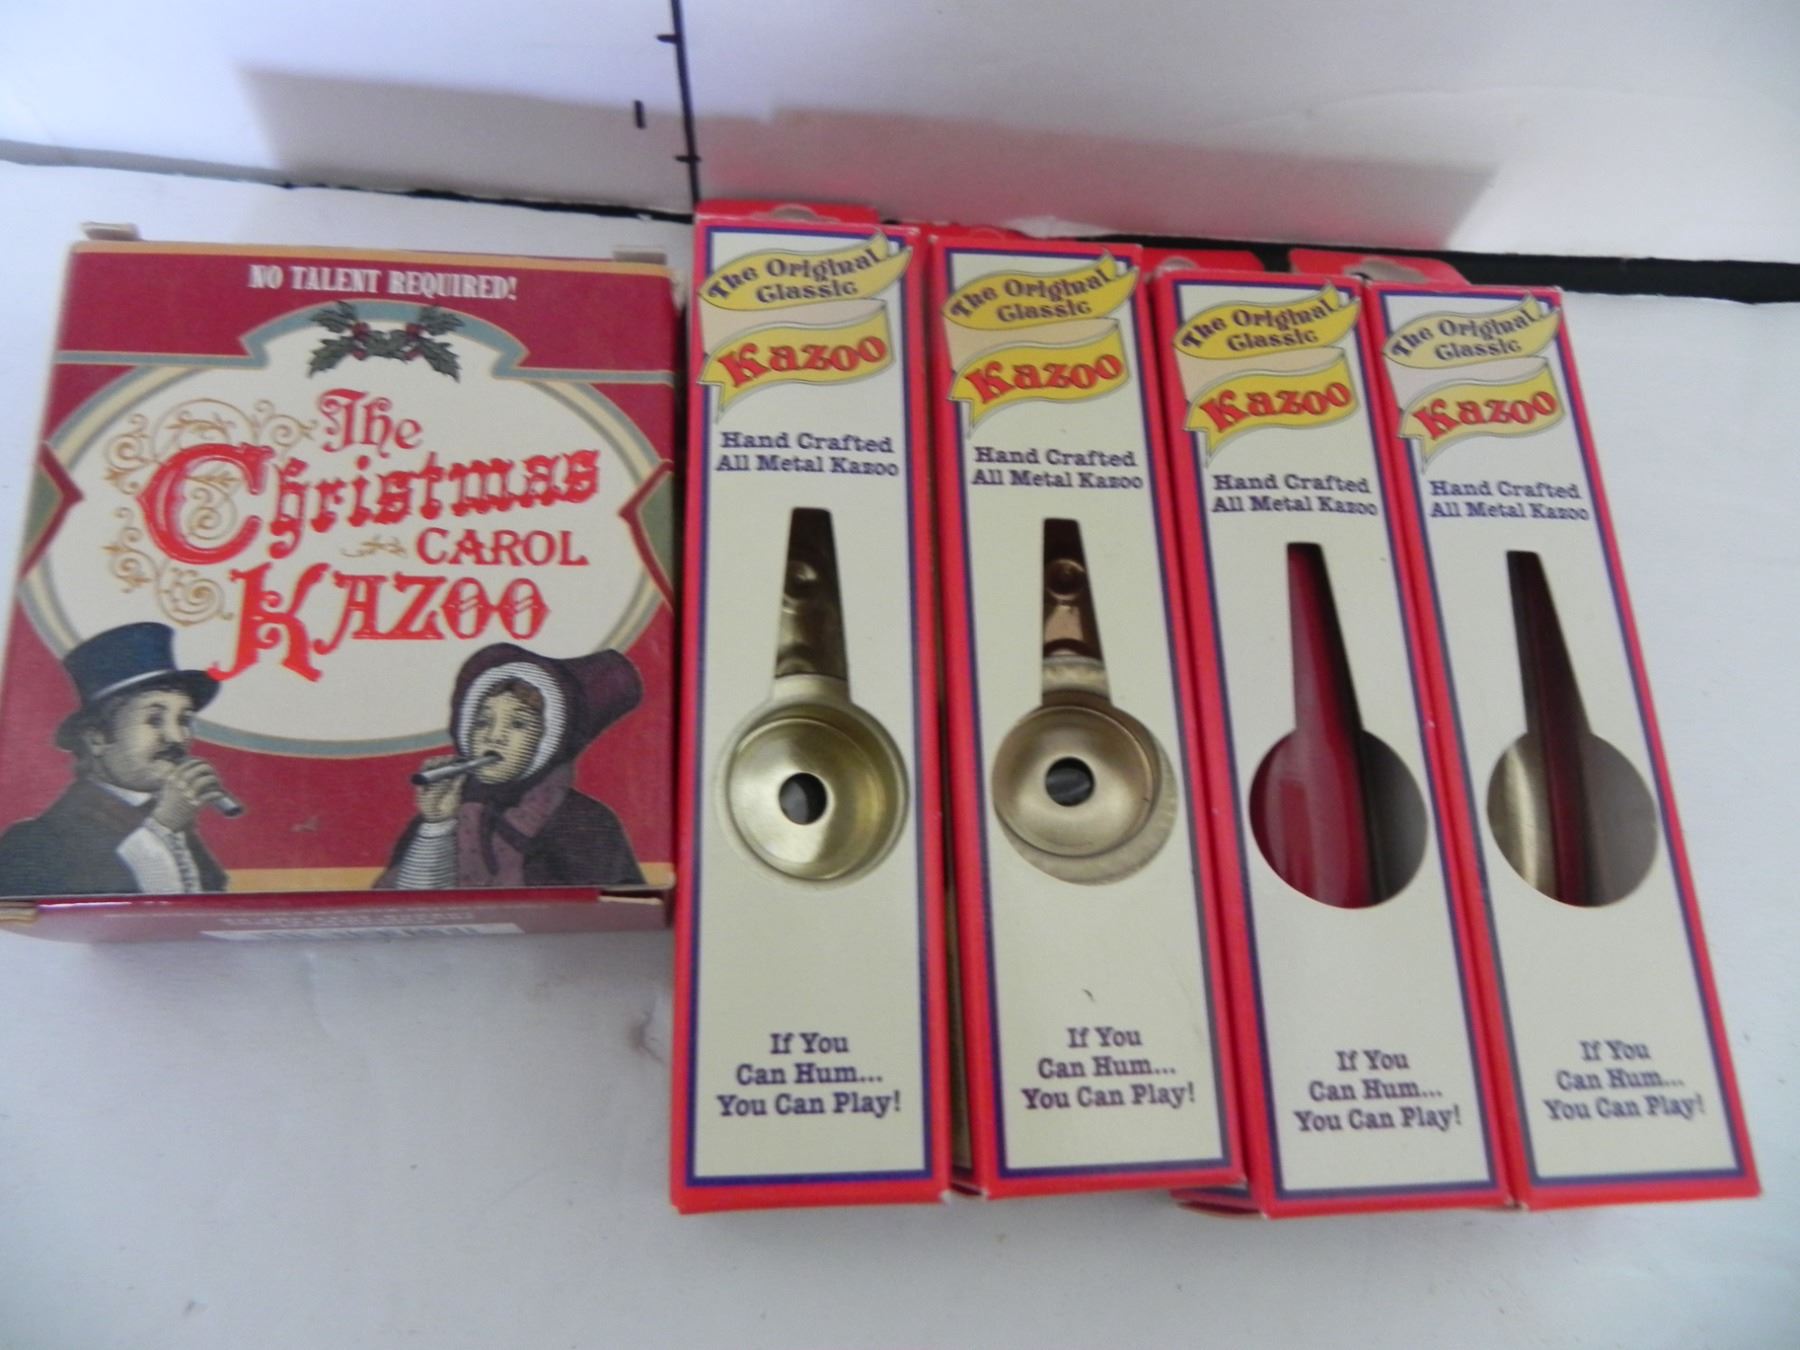 NO TALENT REQUIRED!
The
Christmas
CAROL
KAZOO
The Original
Classic
Kazoo
Hand Crafted
All Metal Kazoo
If You
Can Hum...
You Can Play!
The Original
Classic
Kazoo
Hand Crafted
All Metal Kazoo
If You
Can Hum...
You Can Play!
The Original
Classic
Kazoo
Hand Crafted
All Metal Kazoo
If You
Can Hum...
You Can Play!
The Original
Classic
Kazoo
Hand Crafted
All Metal Kazoo
If You
Can Hum...
You Can Play!